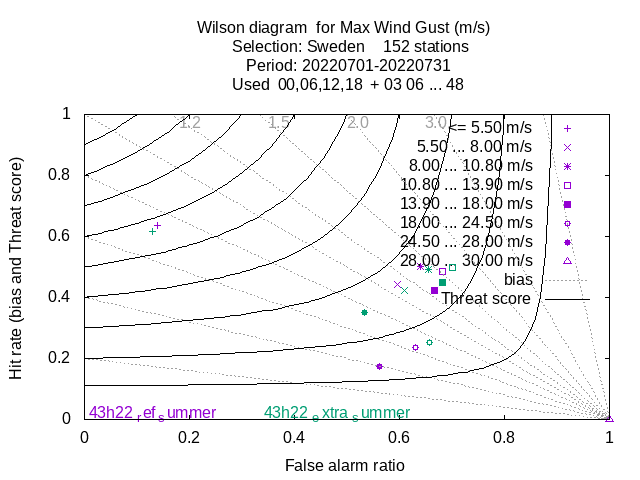 Wilson diagram  for Max Wind Gust (m/s)
Selection: Sweden    152 stations
Period: 20220701-20220731
Used  00,06,12,18  + 03 06 ... 48
Hit rate (bias and Threat score)
1
0.8
0.6
0.4
0.2
0
1.2
1.5
2.0
3.0
<= 5.50 m/s
5.50 ... 8.00 m/s
8.00 ... 10.80 m/s
10.80 ... 13.90 m/s
13.90 ... 18.00 m/s
18.00 ... 24.50 m/s
24.50 ... 28.00 m/s
28.00 ... 30.00 m/s
bias
Threat score
43h22_ref_summer
43h22_extra_summer
0
0.2
0.4
0.6
0.8
1
False alarm ratio